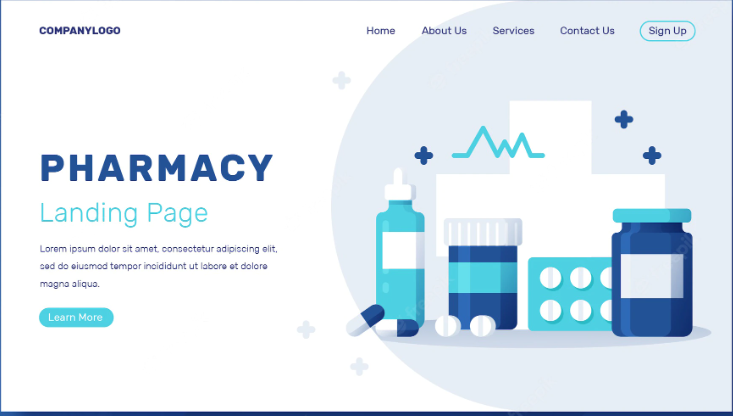 COMPANYLOGO
Home
About Us
Services
Contact Us
Sign Up
PHARMACY
Landing Page
Lorem ipsum dolor sit amet, consectetur adipiscing elit,
sed do eiusmod tempor incididunt ut labore et dolore
magna aliqua.
Learn More